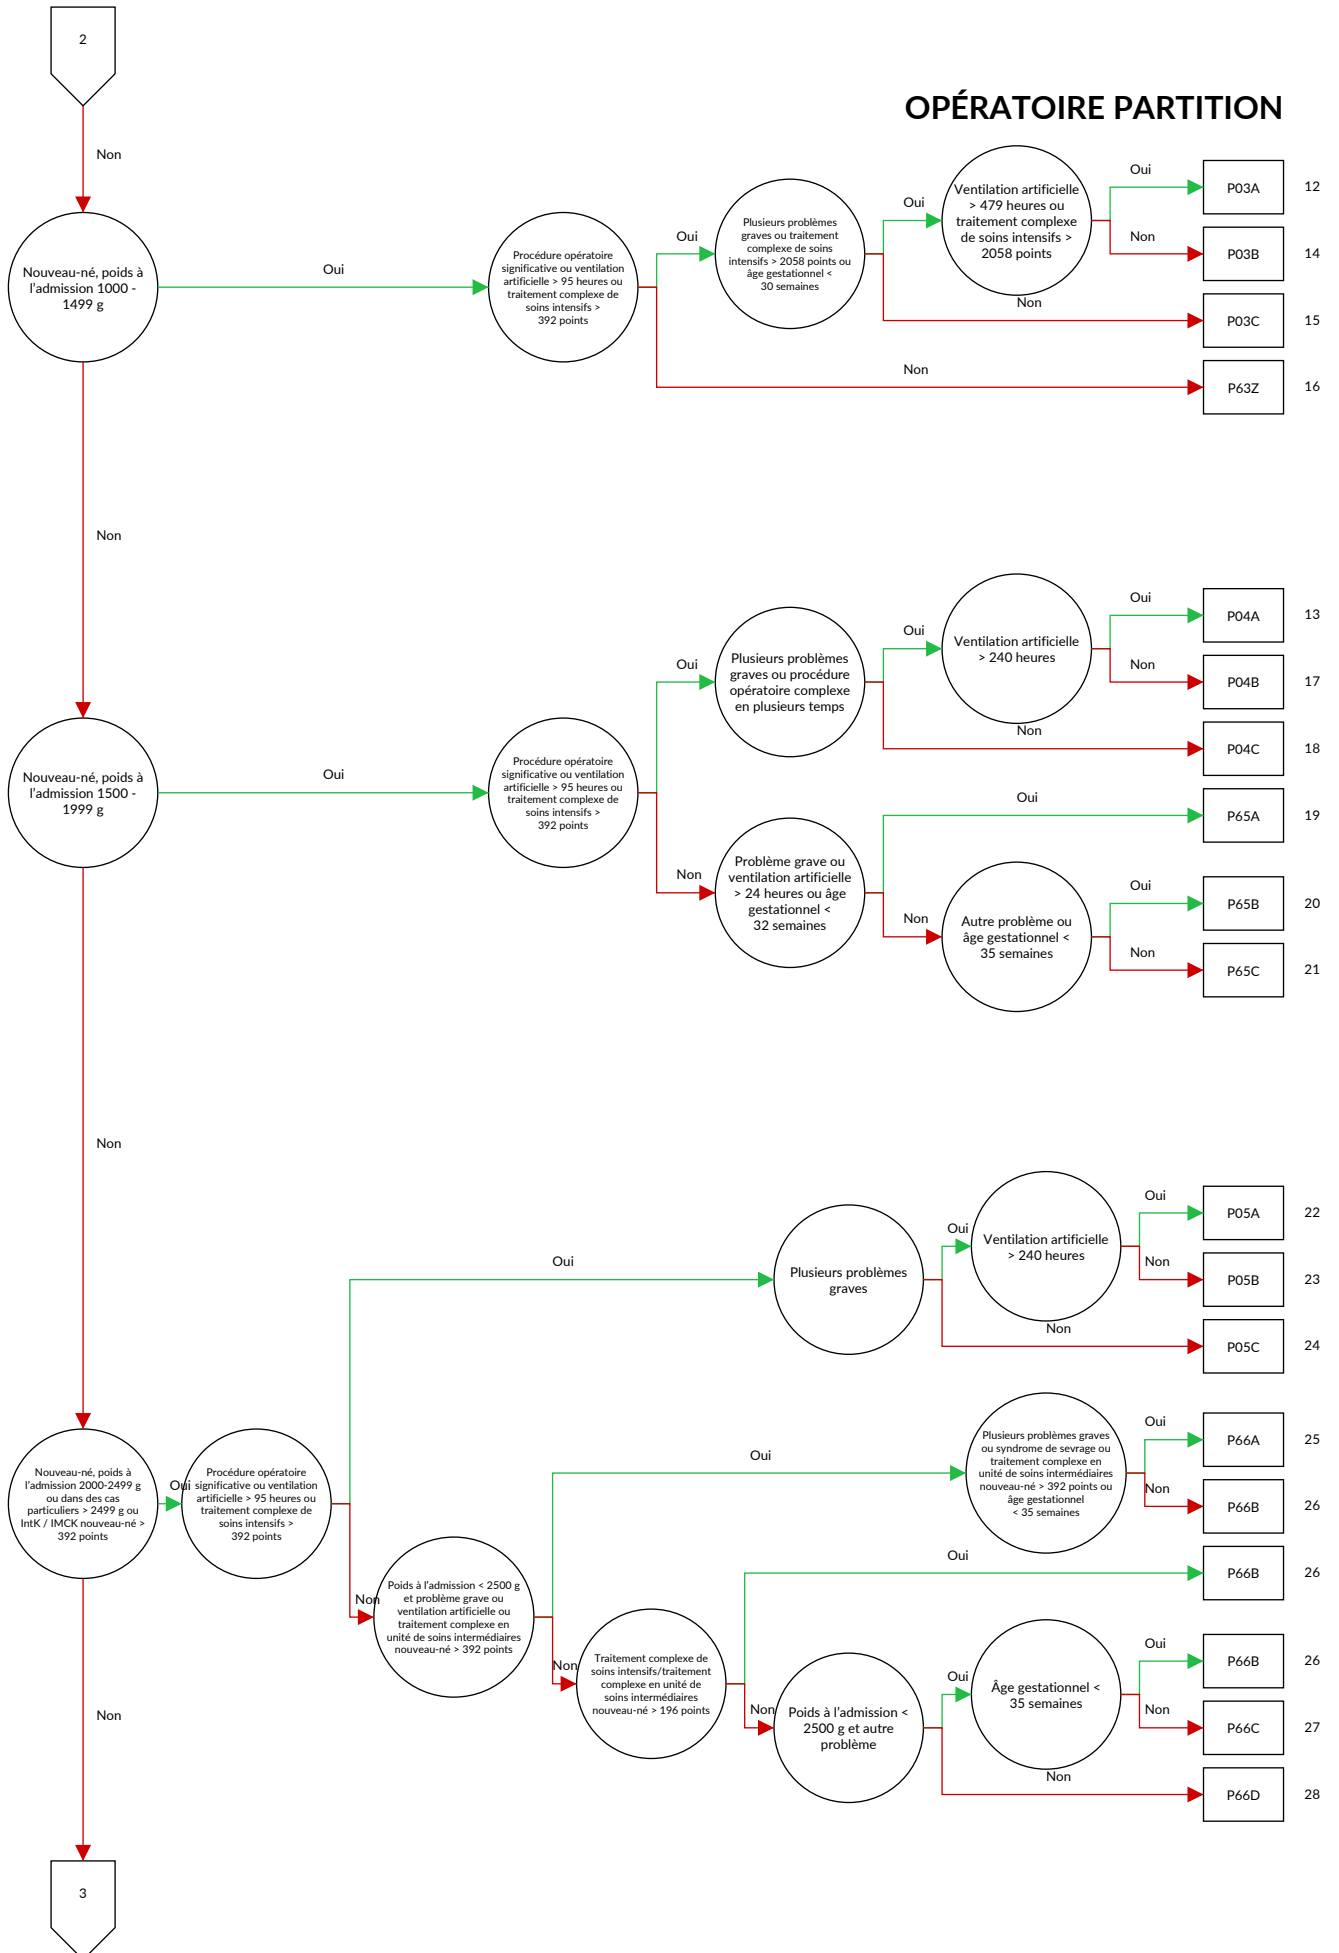 2
OPÉRATOIRE PARTITION
Non
Nouveau-né, poids à
l'admission 1000 -
1499 g
Oui
Procédure opératoire
significative ou ventilation
artificielle > 95 heures ou
traitement complexe de
soins intensifs >
392 points
Oui
Plusieurs problèmes
graves ou traitement
complexe de soins
intensifs > 2058 points ou
âge gestationnel <
30 semaines
Oui
Ventilation artificielle
> 479 heures ou
traitement complexe
de soins intensifs >
2058 points
Oui
P03A
12
Non
P03B
14
Non
P03C
15
Non
P63Z
16
Non
Nouveau-né, poids à
l'admission 1500 -
1999 g
Oui
Procédure opératoire
significative ou ventilation
artificielle > 95 heures ou
traitement complexe de
soins intensifs >
392 points
Oui
Plusieurs problèmes
graves ou procédure
opératoire complexe
en plusieurs temps
Oui
Ventilation artificielle
> 240 heures
Oui
P04A
13
Non
P04B
17
Non
P04C
18
Non
Problème grave ou
ventilation artificielle
> 24 heures ou âge
gestationnel <
32 semaines
Oui
P65A
19
Non
Autre problème ou
âge gestationnel <
35 semaines
Oui
P65B
20
Non
P65C
21
Non
Nouveau-né, poids à
l'admission 2000-2499 g
ou dans des cas
particuliers > 2499 g ou
IntK / IMCK nouveau-né >
392 points
Oui
Procédure opératoire
significative ou ventilation
artificielle > 95 heures ou
traitement complexe de
soins intensifs >
392 points
Oui
Plusieurs problèmes
graves
Oui
Ventilation artificielle
> 240 heures
Oui
P05A
22
Non
P05B
23
Non
P05C
24
Non
Poids à l'admission < 2500 g
et problème grave ou
ventilation artificielle ou
traitement complexe en
unité de soins intermédiaires
nouveau-né > 392 points
Oui
Plusieurs problèmes graves
ou syndrome de sevrage ou
traitement complexe en
unité de soins intermédiaires
nouveau-né > 392 points ou
âge gestationnel
< 35 semaines
Oui
P66A
25
Non
P66B
26
Non
Traitement complexe de
soins intensifs/traitement
complexe en unité de
soins intermédiaires
nouveau-né > 196 points
Oui
P66B
26
Non
Poids à l'admission <
2500 g et autre
problème
Oui
Âge gestationnel <
35 semaines
Oui
P66B
26
Non
P66C
27
Non
P66D
28
Non
3